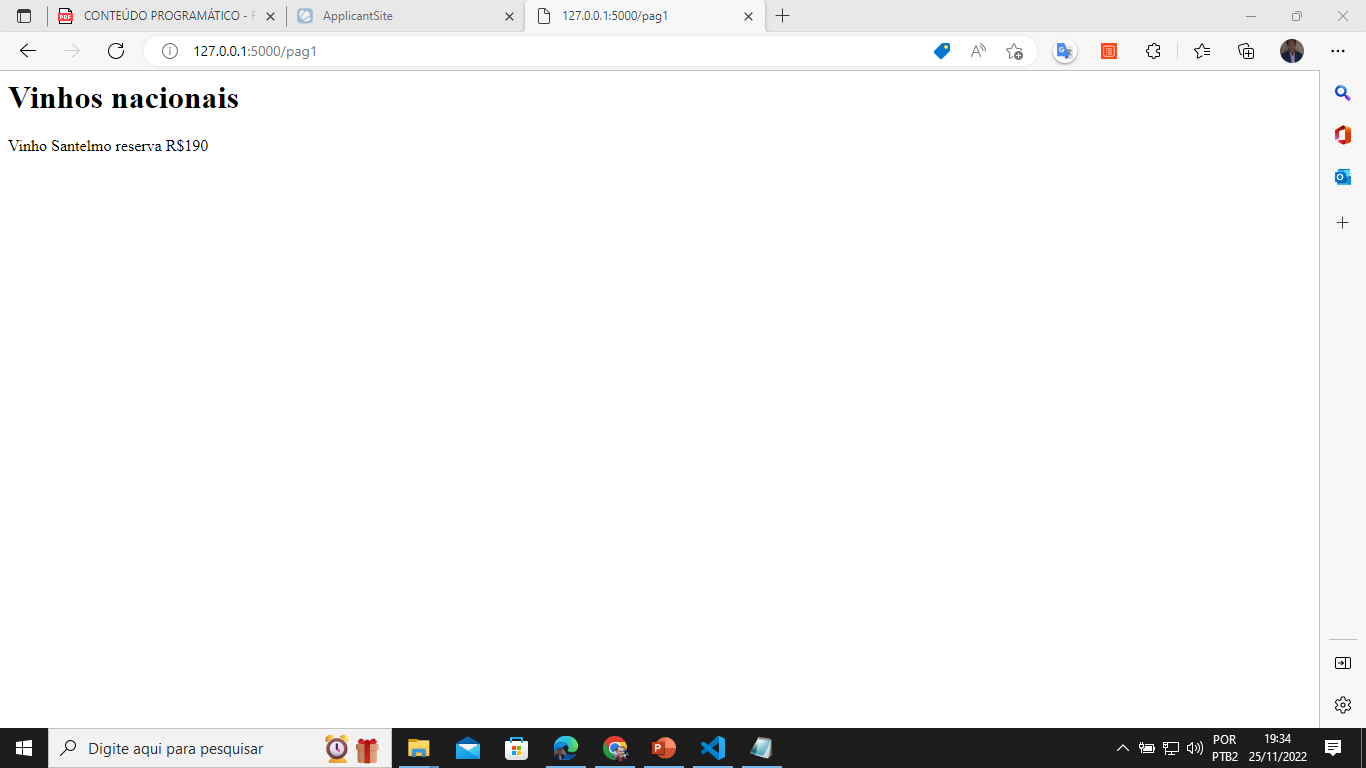 CONTEÚDO PROGRAMÁTICO - F
ApplicantSite
127.0.0.1:5000/pag1
127.0.0.1:5000/pag1
Vinhos nacionais
Vinho Santelmo reserva R$190
Digite aqui para pesquisar
POR
PTB2
19:34
25/11/2022